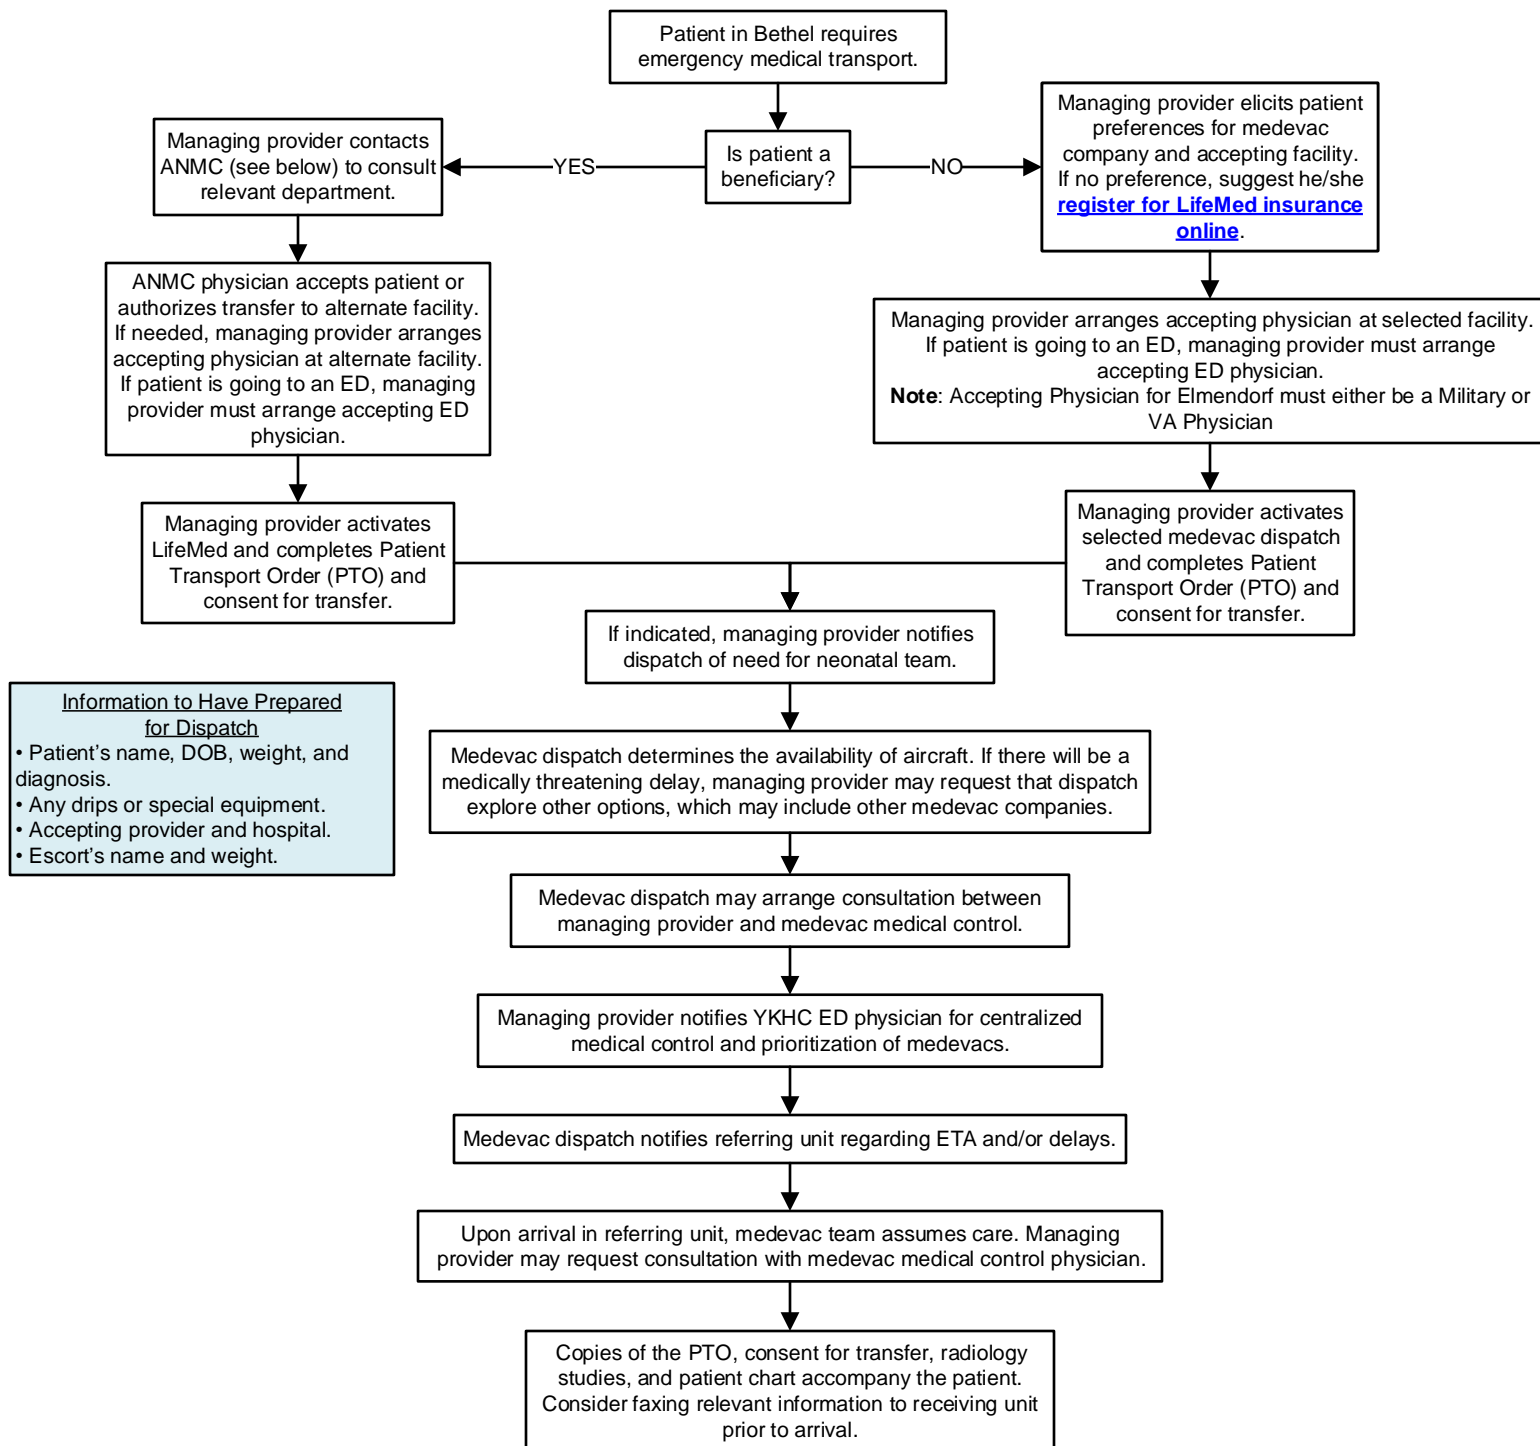 Patient in Bethel requires
emergency medical transport.
Managing provider contacts
ANMC (see below) to consult
relevant department.
YES
Is patient a
beneficiary?
NO
Managing provider elicits patient
preferences for medevac
company and accepting facility.
If no preference, suggest he/she
register for LifeMed insurance
online.
ANMC physician accepts patient or
authorizes transfer to alternate facility.
If needed, managing provider arranges
accepting physician at alternate facility.
If patient is going to an ED, managing
provider must arrange accepting ED
physician.
Managing provider arranges accepting physician at selected facility.
If patient is going to an ED, managing provider must arrange
accepting ED physician.
Note: Accepting Physician for Elmendorf must either be a Military or
VA Physician
Managing provider activates
LifeMed and completes Patient
Transport Order (PTO) and
consent for transfer.
Managing provider activates
selected medevac dispatch
and completes Patient
Transport Order (PTO) and
consent for transfer.
If indicated, managing provider notifies
dispatch of need for neonatal team.
Information to Have Prepared
for Dispatch
• Patient’s name, DOB, weight, and
diagnosis.
• Any drips or special equipment.
• Accepting provider and hospital.
• Escort’s name and weight.
Medevac dispatch determines the availability of aircraft. If there will be a
medically threatening delay, managing provider may request that dispatch
explore other options, which may include other medevac companies.
Medevac dispatch may arrange consultation between
managing provider and medevac medical control.
Managing provider notifies YKHC ED physician for centralized
medical control and prioritization of medevacs.
Medevac dispatch notifies referring unit regarding ETA and/or delays.
Upon arrival in referring unit, medevac team assumes care. Managing
provider may request consultation with medevac medical control physician.
Copies of the PTO, consent for transfer, radiology
studies, and patient chart accompany the patient.
Consider faxing relevant information to receiving unit
prior to arrival.